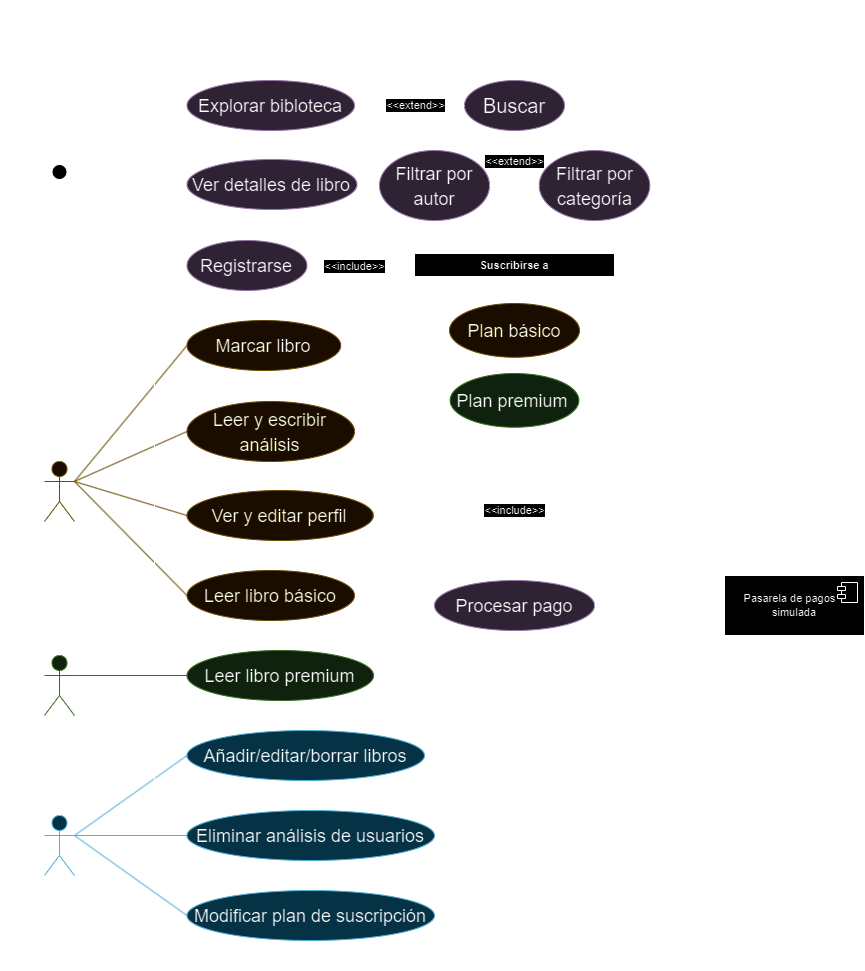 Explorar bibloteca
<<extend>>
Buscar
Ver detalles de libro
Filtrar por
autor
<<extend>>
Filtrar por
categoría
Registrarse
<<include>>
Suscribirse a
Marcar libro
Plan básico
Leer y escribir
análisis
Plan premium
Ver y editar perfil
<<include>>
Leer libro básico
Procesar pago
Pasarela de pagos
simulada
Leer libro premium
Añadir/editar/borrar libros
Eliminar análisis de usuarios
Modificar plan de suscripción